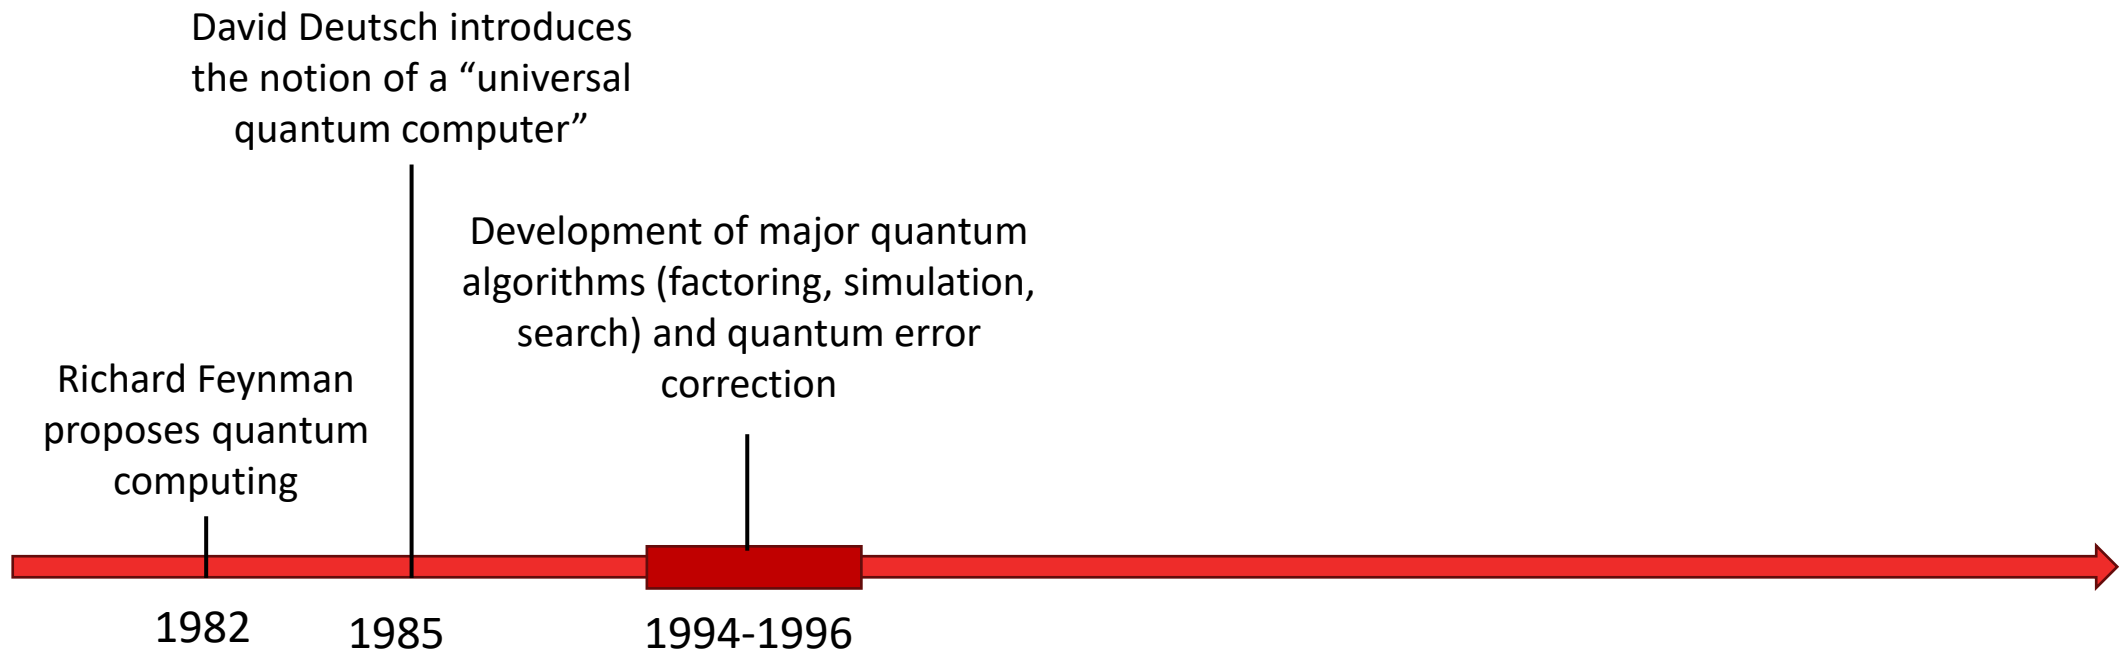 David Deutsch introduces
the notion of a “universal
quantum computer”
Development of major quantum
algorithms (factoring, simulation,
search) and quantum error
correction
Richard Feynman
proposes quantum
computing
1982
1985
1994-1996